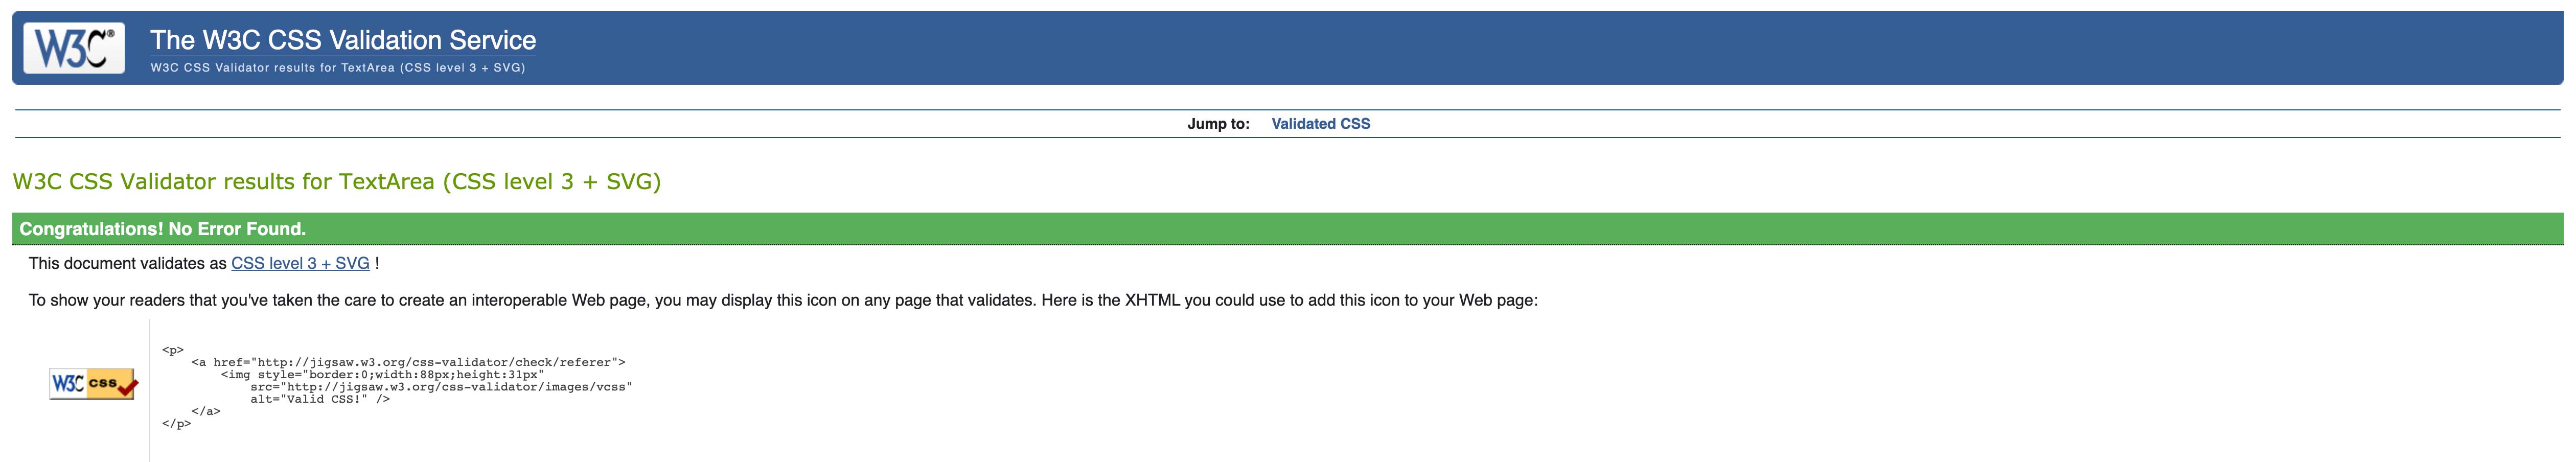 W3C®
The W3C CSS Validation Service
W3C CSS Validator results for TextArea (CSS level 3 + SVG)
Jump to: Validated CSS
W3C CSS Validator results for TextArea (CSS level 3 + SVG)
Congratulations! No Error Found.
This document validates as CSS level 3 + SVG !
To show your readers that you've taken the care to create an interoperable Web page, you may display this icon on any page that validates. Here is the XHTML you could use to add this icon to your Web page:
W3C css
<p>
    <a href="http://jigsaw.w3.org/css-validator/check/referer">
        <img style="border:0;width:88px;height:31px"
            src="http://jigsaw.w3.org/css-validator/images/vcss"
            alt="Valid CSS!" />
    </a>
</p>